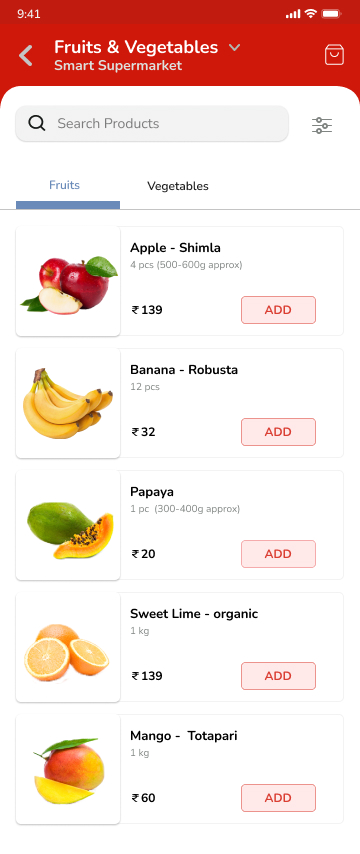 9:41
Fruits & Vegetables
Smart Supermarket
Search Products
Fruits
Vegetables
Apple - Shimla
4 pcs (500-600g approx)
₹ 139
ADD
Banana - Robusta
12 pcs
₹ 32
ADD
Papaya
1 pc (300-400g approx)
₹ 20
ADD
Sweet Lime - organic
1 kg
₹ 139
ADD
Mango - Totapari
1 kg
₹ 60
ADD